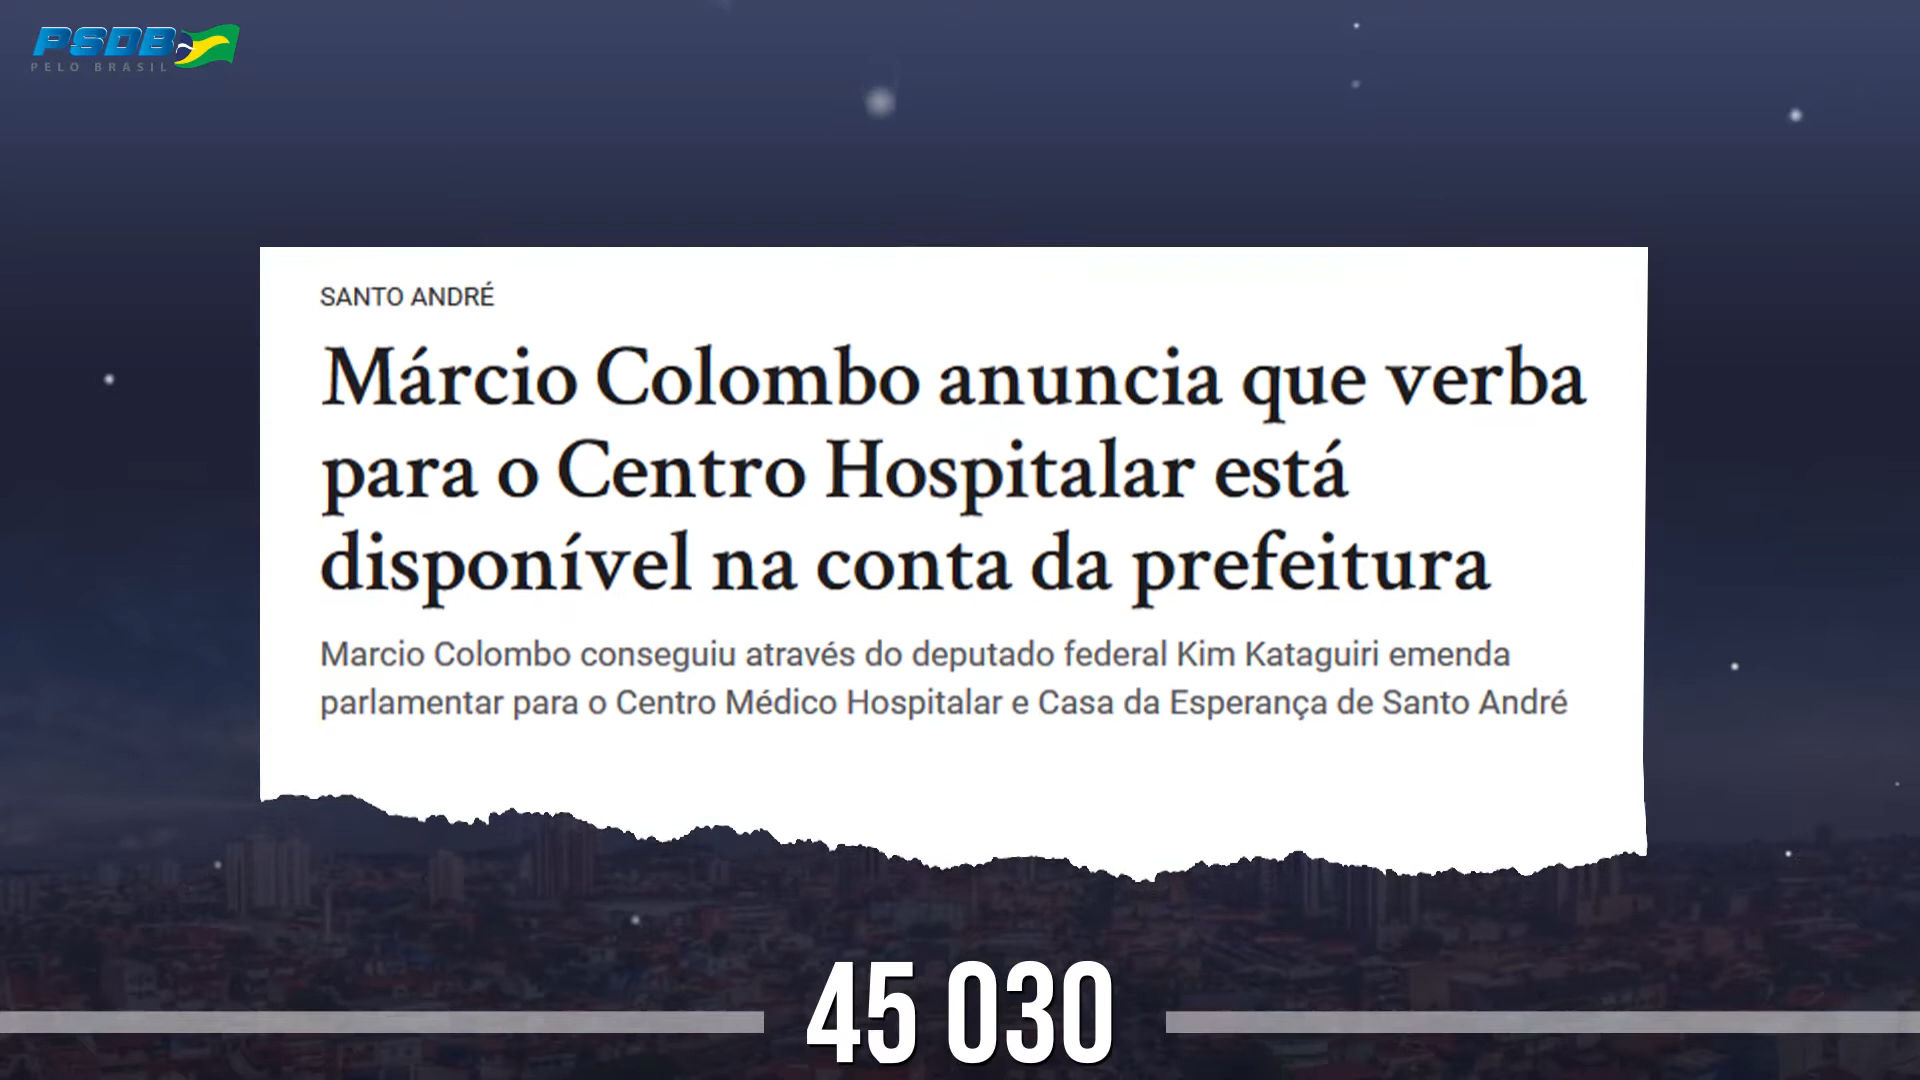 PSDB
PELO BRASIL
SANTO ANDRÉ
Márcio Colombo anuncia que verba
para o Centro Hospitalar está
disponível na conta da prefeitura
Marcio Colombo conseguiu através do deputado federal Kim Kataguiri emenda
parlamentar para o Centro Médico Hospitalar e Casa da Esperança de Santo André
45 030